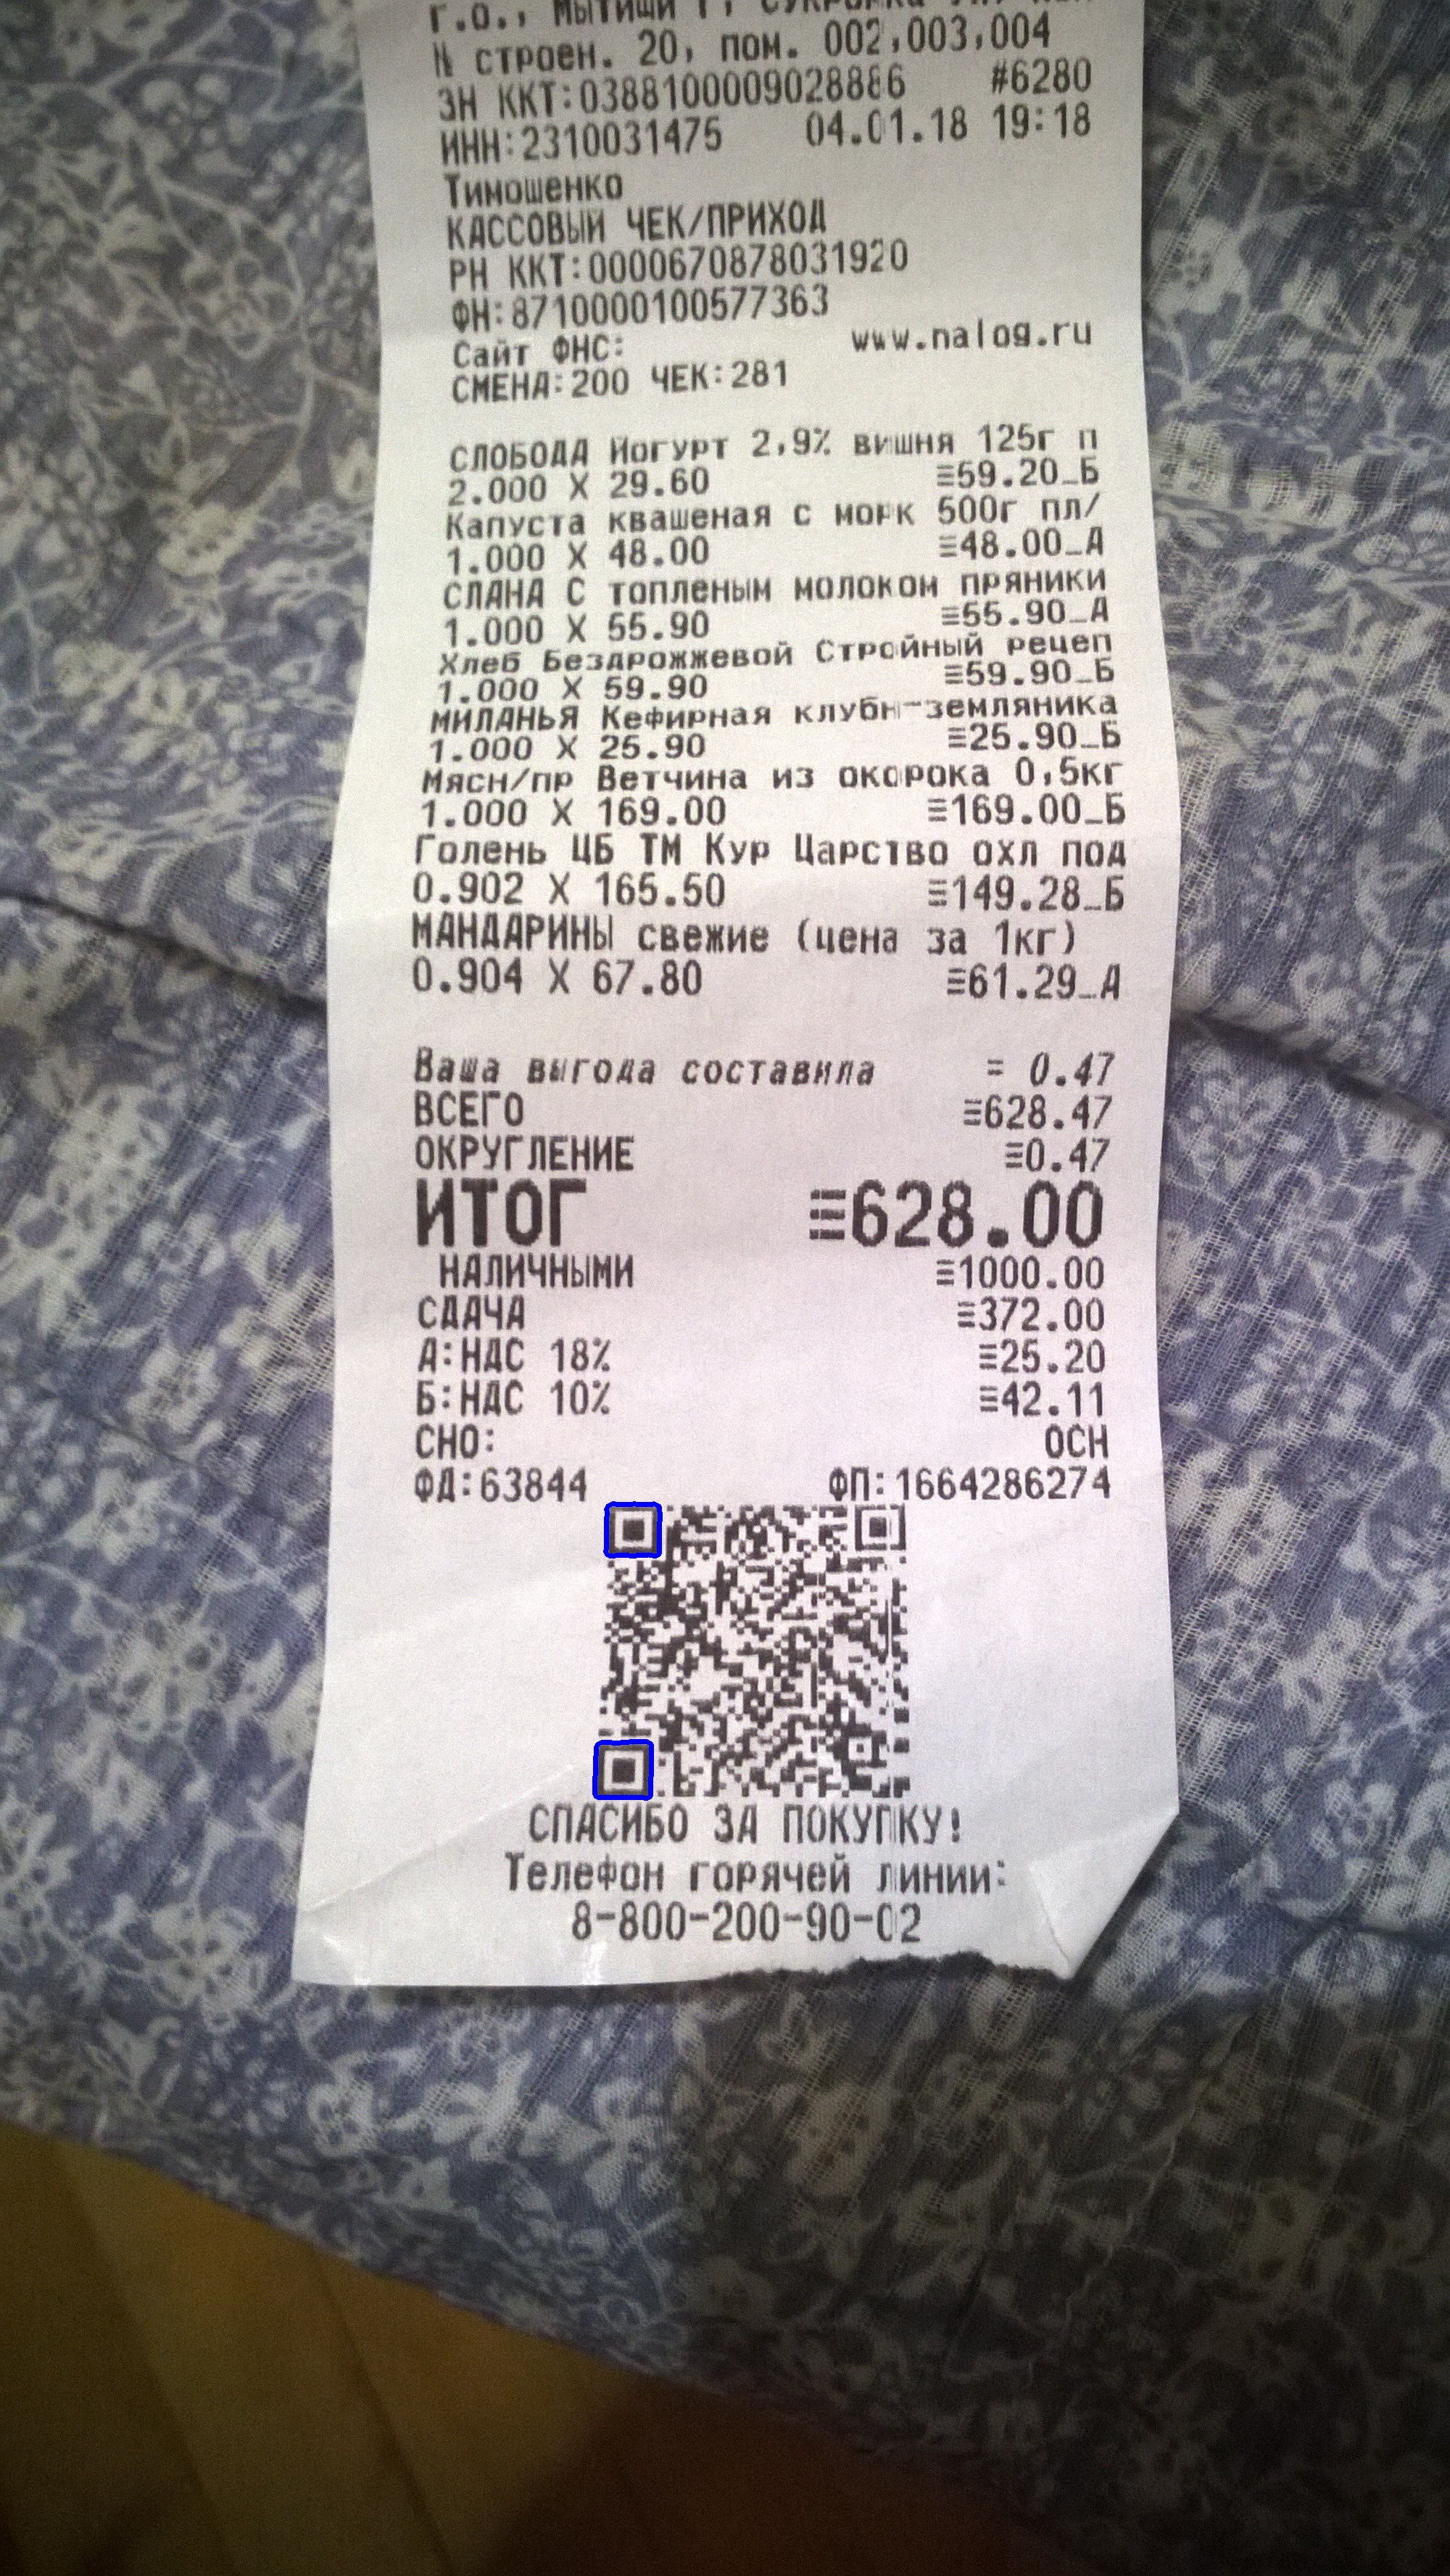 г.о., Мытищи г,
№ строен. 20, пом. 002,003,004
ЗН ККТ:0388100009028886 #6280
ИНН:2310031475 04.01.18 19:18
Тимошенко
КАССОВЫЙ ЧЕК/ПРИХОД
РН ККТ:0000670878031920
ФН:8710000100577363
Сайт ФНС: www.nalog.ru
СМЕНА:200 ЧЕК:281
СЛОБОДА Йогурт 2,9% вишня 125г п
2.000 X 29.60 ≡59.20_Б
Капуста квашеная с морк 500г пл/
1.000 X 48.00 ≡48.00_А
СЛАНА С топленым молоком пряники
1.000 X 55.90 ≡55.90_А
Хлеб Бездрожжевой Стройный рецеп
1.000 X 59.90 ≡59.90_Б
МИЛАНЬЯ Кефирная клубн-земляника
1.000 X 25.90 ≡25.90_Б
Мясн/пр Ветчина из окорока 0,5кг
1.000 X 169.00 ≡169.00_Б
Голень ЦБ ТМ Кур Царство охл под
0.902 X 165.50 ≡149.28_Б
МАНДАРИНЫ свежие (цена за 1кг)
0.904 X 67.80 ≡61.29_А
Ваша выгода составила = 0.47
ВСЕГО ≡628.47
ОКРУГЛЕНИЕ ≡0.47
ИТОГ ≡628.00
НАЛИЧНЫМИ ≡1000.00
СДАЧА ≡372.00
А:НДС 18% ≡25.20
Б:НДС 10% ≡42.11
СНО: ОСН
ФД:63844 ФП:1664286274
СПАСИБО ЗА ПОКУПКУ!
Телефон горячей линии:
8-800-200-90-02